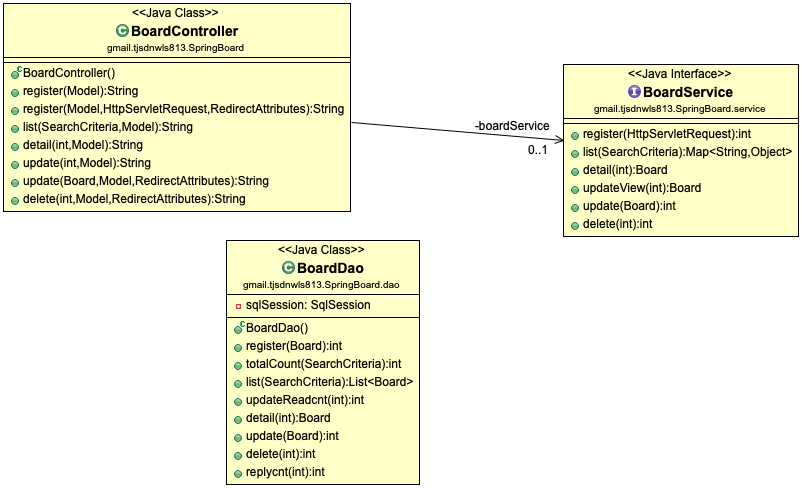 <<Java Class>>
BoardController
gmail.tjsdnwls813.SpringBoard
BoardController()
register(Model):String
register(Model,HttpServletRequest,RedirectAttributes):String
list(SearchCriteria,Model):String
detail(int,Model):String
update(int,Model):String
update(Board,Model,RedirectAttributes):String
delete(int,Model,RedirectAttributes):String
-boardService
0..1
<<Java Interface>>
BoardService
gmail.tjsdnwls813.SpringBoard.service
register(HttpServletRequest):int
list(SearchCriteria):Map<String,Object>
detail(int):Board
updateView(int):Board
update(Board):int
delete(int):int
<<Java Class>>
BoardDao
gmail.tjsdnwls813.SpringBoard.dao
sqlSession: SqlSession
BoardDao()
register(Board):int
totalCount(SearchCriteria):int
list(SearchCriteria):List<Board>
updateReadcnt(int):int
detail(int):Board
update(Board):int
delete(int):int
replycnt(int):int